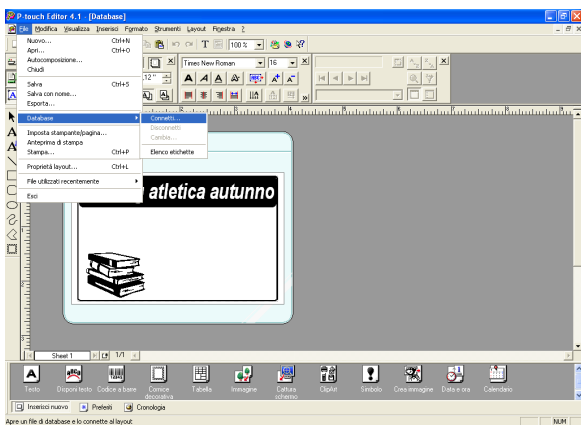 P-touch Editor 4.1 - [Database]
File Modifica Visualizza Inserisci Formato Strumenti Layout Finestra ?
Nuovo... Ctrl+N
Apri... Ctrl+O
Autocomposizione...
Chiudi
Salva Ctrl+S
Salva con nome...
Esporta...
Database
Imposta stampante/pagina...
Anteprima di stampa
Stampa... Ctrl+P
Proprietà layout... Ctrl+L
File utilizzati recentemente
Esci
Connetti...
Disconnetti
Cambia...
Elenco etichette
100 %
Times New Roman 16
atletica autunno
Sheet 1 1/1
Testo Disponi testo Codice a barre Cornice decorativa Tabella Immagine Cattura schermo ClipArt Simbolo Crea immagine Data e ora Calendario
Inserisci nuovo Preferiti Cronologia
Apre un file di database e lo connette al layout NUM